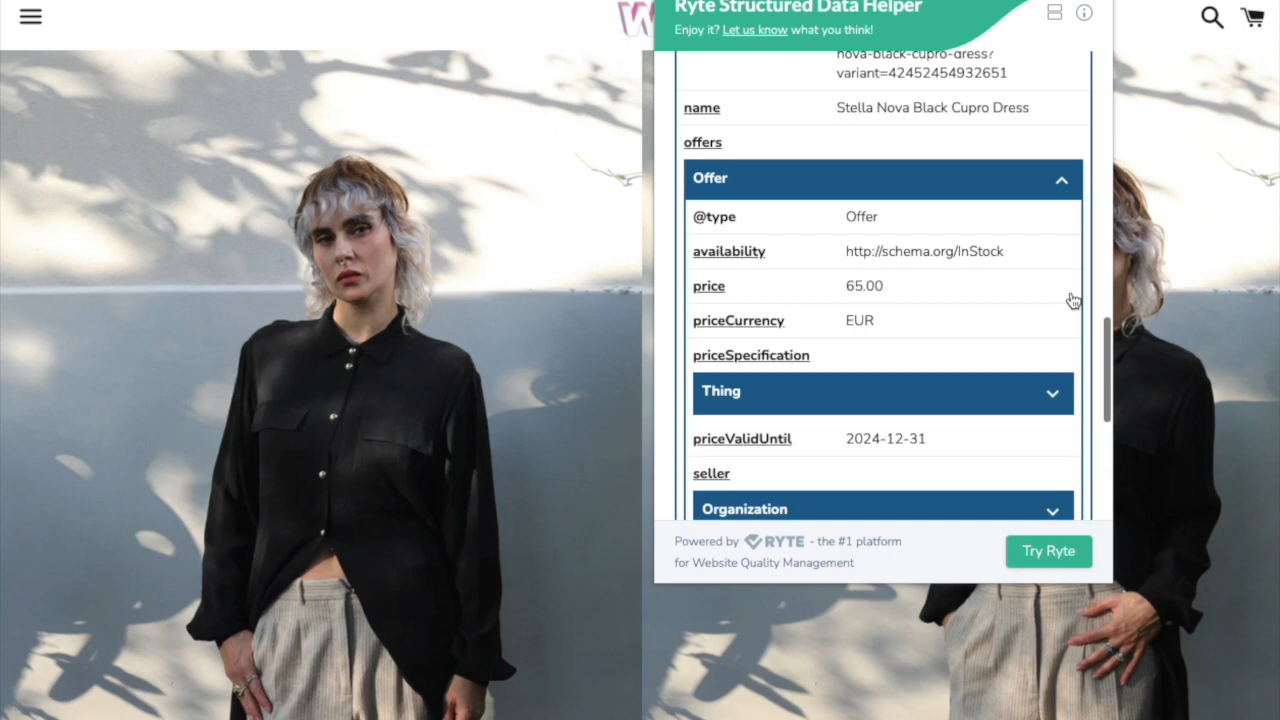 W
Ryte Structured Data Helper
Enjoy it? Let us know what you think!
nova-black-cupro-dress?
variant=42452454932651
name Stella Nova Black Cupro Dress
offers
Offer
@type Offer
availability http://schema.org/InStock
price 65.00
priceCurrency EUR
priceSpecification
Thing
priceValidUntil 2024-12-31
seller
Organization
Powered by RYTE - the #1 platform
for Website Quality Management
Try Ryte